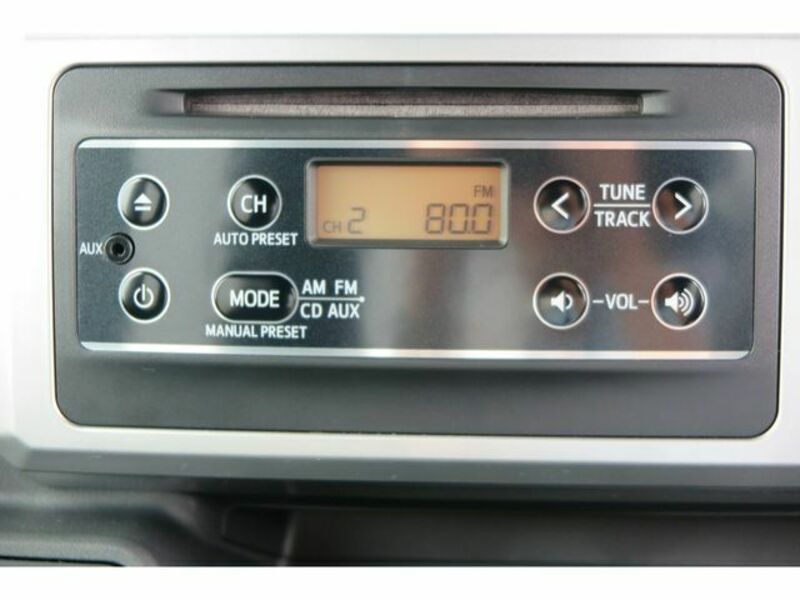 CH
AUTO PRESET
FM
CH 2 80.0
TUNE
TRACK
AUX
MODE
AM FM
CD AUX
MANUAL PRESET
-VOL-